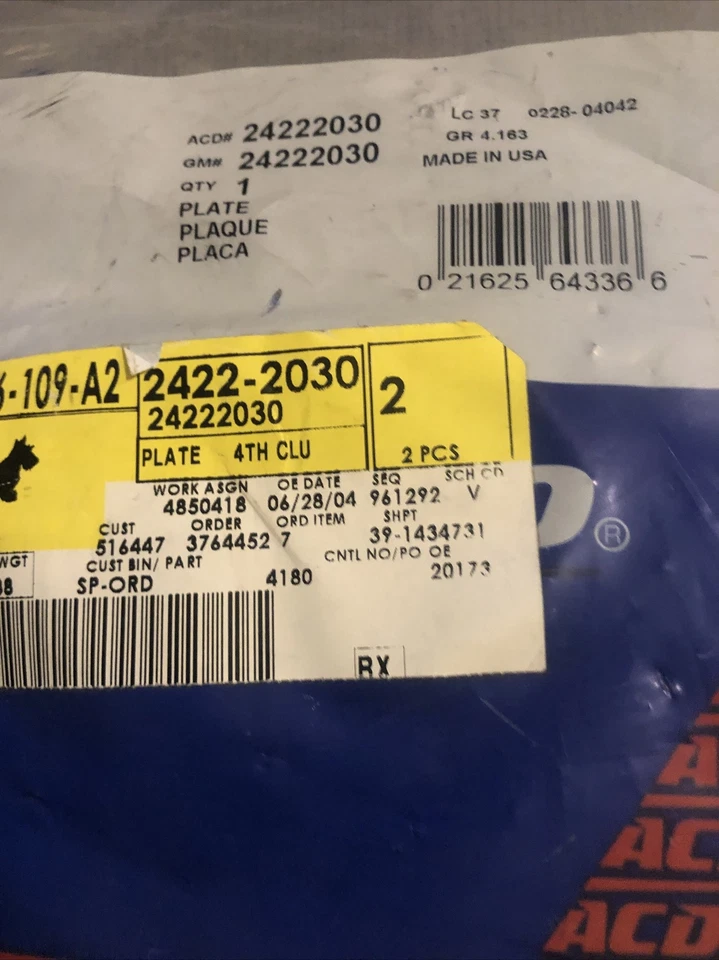 ACD# 24222030
GM# 24222030
QTY 1
PLATE
PLAQUE
PLACA
LC 37 0228-04042
GR 4.163
MADE IN USA
0 21625 64336 6
-109-A2
2422-2030
24222030
PLATE 4TH CLU
2
2 PCS
WORK ASGN OE DATE SEQ SCH CD
4850418 06/28/04 961292 V
CUST ORDER ORD ITEM SHPT
516447 3764452 7 39-1434731
WGT CUST BIN/ PART CNTL NO/PO OE
8 SP-ORD 4180 20173
RX
®
A
AC
ACD